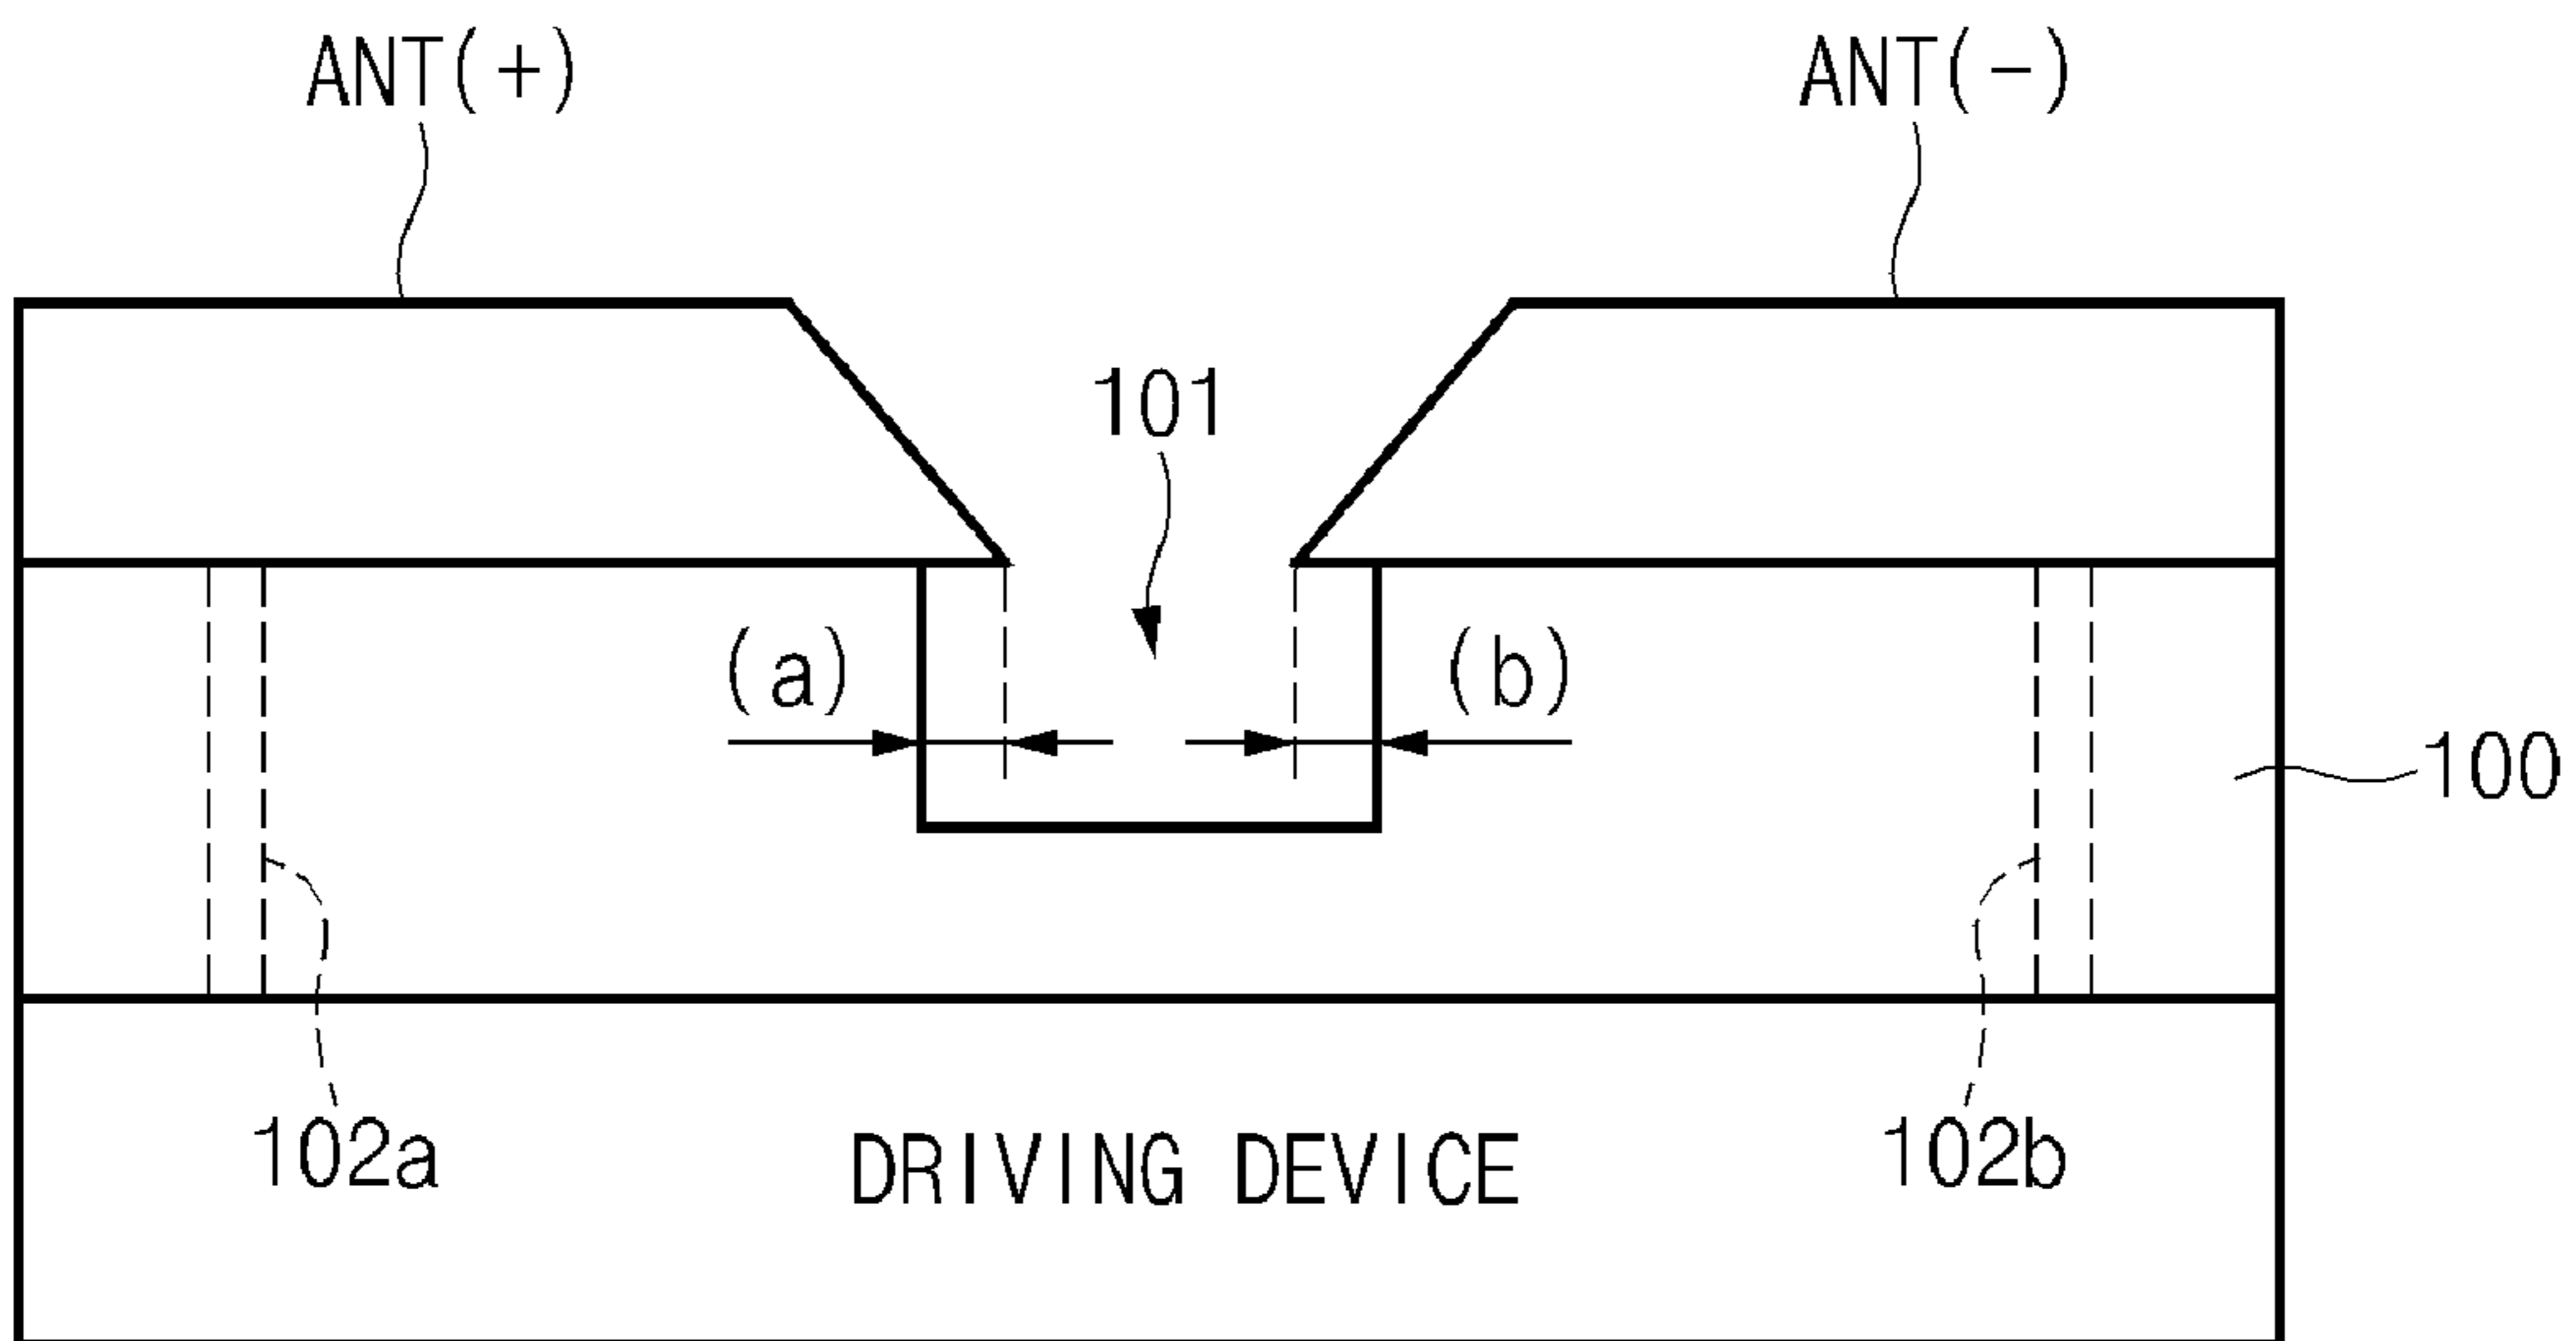 ANT(+) ANT(-)
101
(a) (b)
100
102a 102b
DRIVING DEVICE